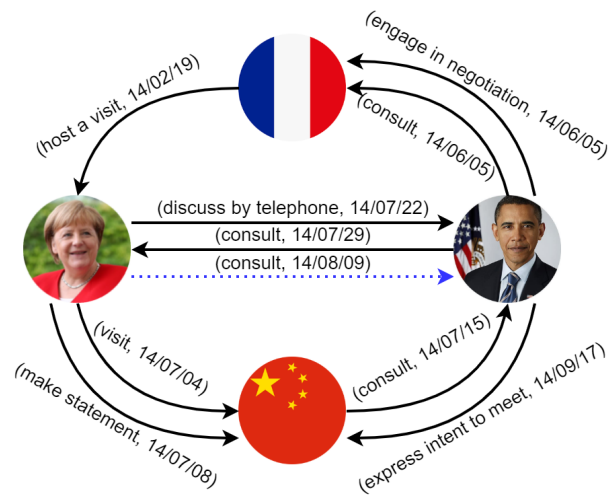 (engage in negotiation, 14/06/05)
(host a visit, 14/02/19)
(consult, 14/06/05)
(discuss by telephone, 14/07/22)
(consult, 14/07/29)
(consult, 14/08/09)
(visit, 14/07/04)
(consult, 14/07/15)
(make statement, 14/07/08)
(express intent to meet, 14/09/17)